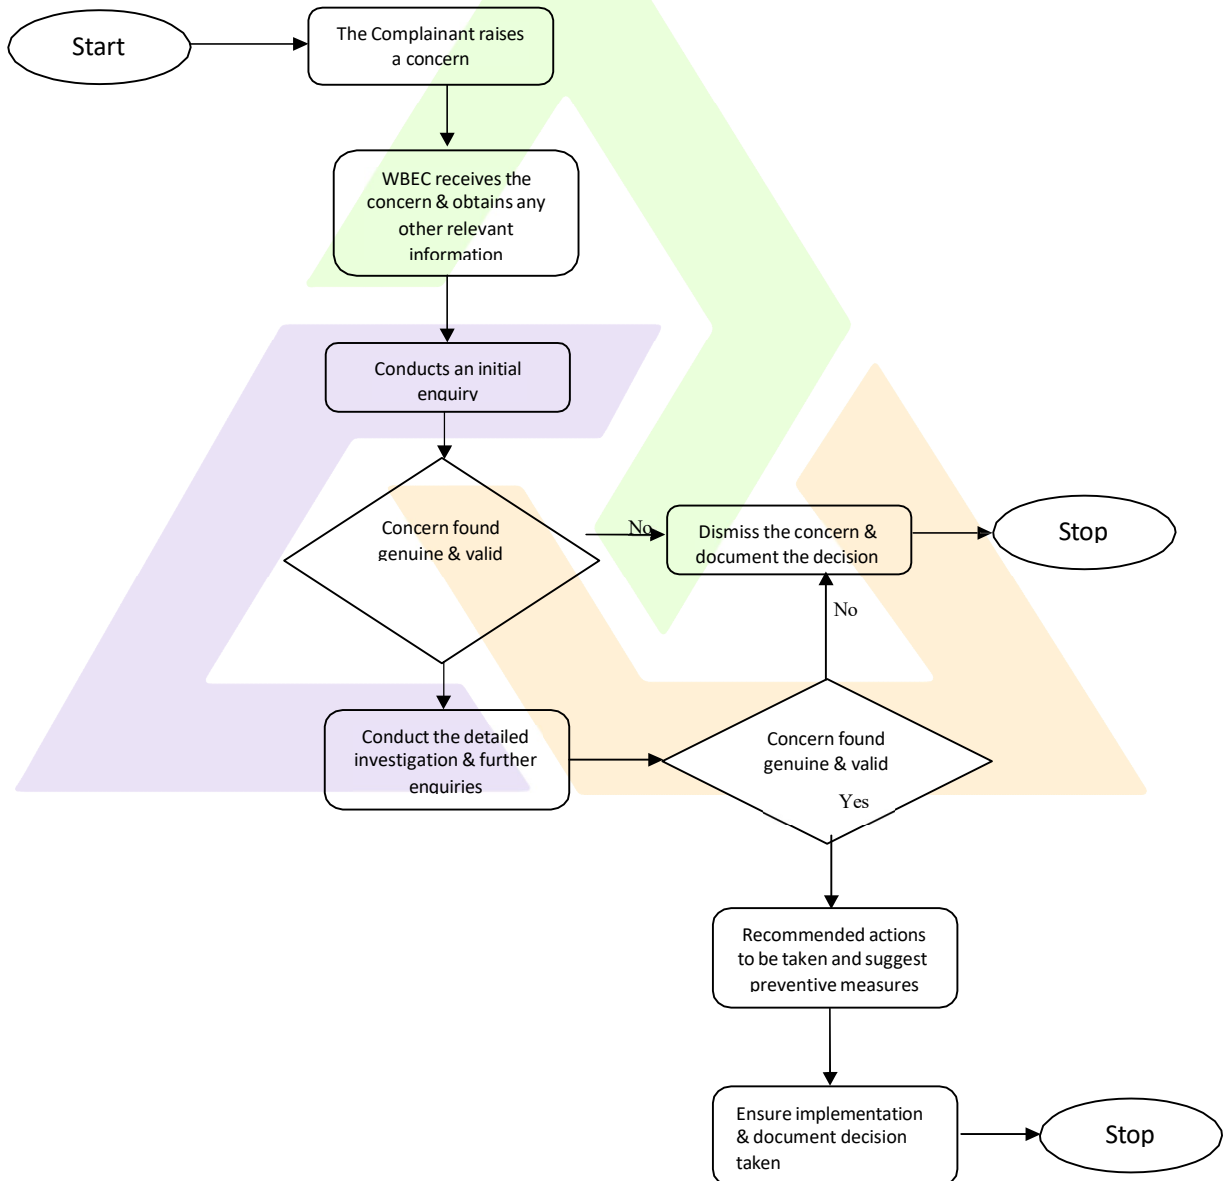 Start
The Complainant raises
a concern
WBEC receives the
concern & obtains any
other relevant
information
Conducts an initial
enquiry
Concern found
genuine & valid
No
Dismiss the concern &
document the decision
Stop
No
Conduct the detailed
investigation & further
enquiries
Concern found
genuine & valid
Yes
Recommended actions
to be taken and suggest
preventive measures
Ensure implementation
& document decision
taken
Stop